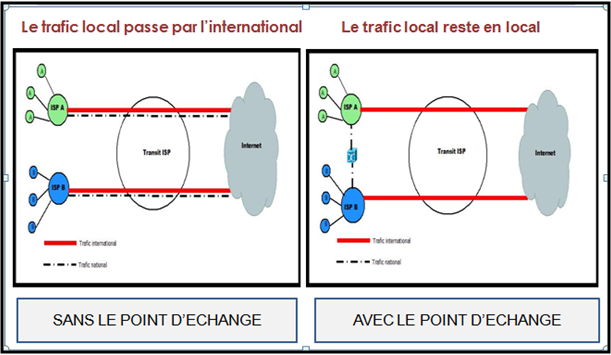 Le trafic local passe par l'international
Le trafic local reste en local
ISP A
Transit ISP
Internet
ISP B
Trafic international
Trafic national
ISP A
Transit ISP
Internet
ISP B
Trafic international
Trafic national
SANS LE POINT D'ECHANGE
AVEC LE POINT D'ECHANGE